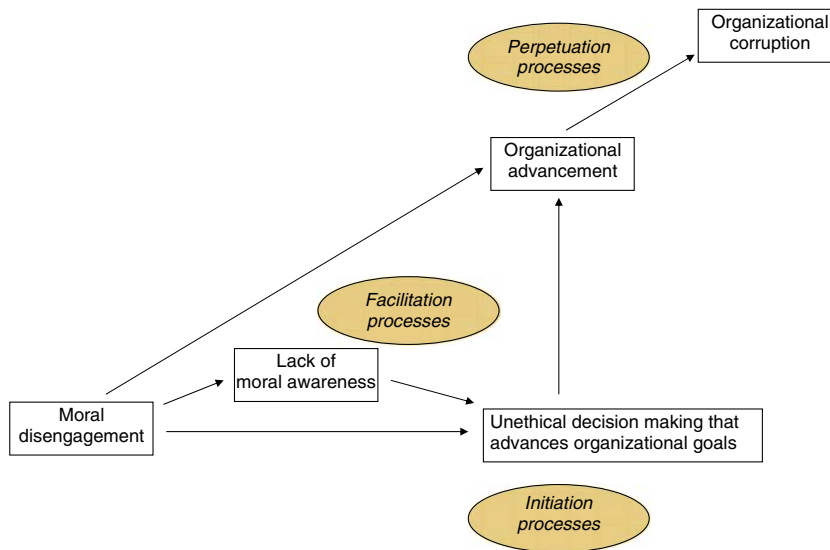 Organizational
corruption
Perpetuation
processes
Organizational
advancement
Facilitation
processes
Lack of
moral awareness
Moral
disengagement
Unethical decision making that
advances organizational goals
Initiation
processes